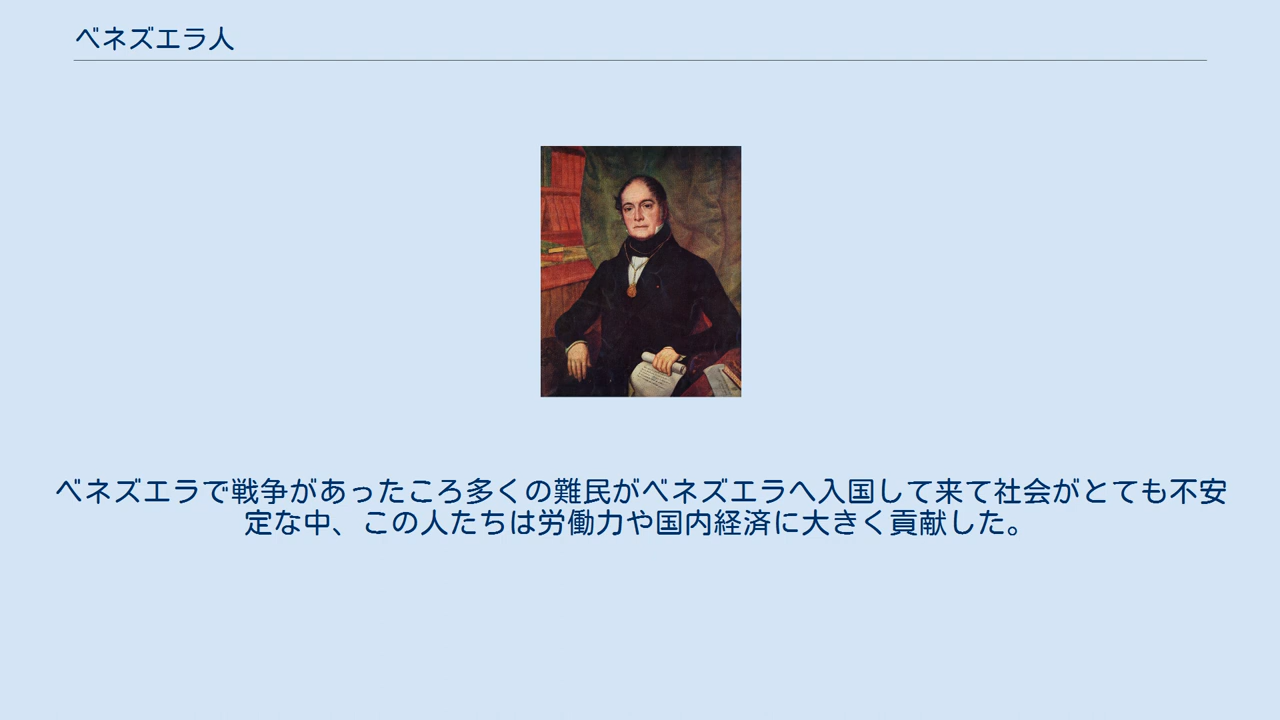 ベネズエラ人
ベネズエラで戦争があったころ多くの難民がベネズエラへ入国して来て社会がとても不安
定な中、この人たちは労働力や国内経済に大きく貢献した。